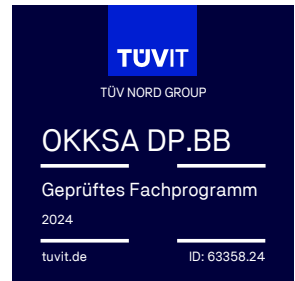 TÜVIT
TÜV NORD GROUP
OKKSA DP.BB
Geprüftes Fachprogramm
2024
tuvit.de ID: 63358.24